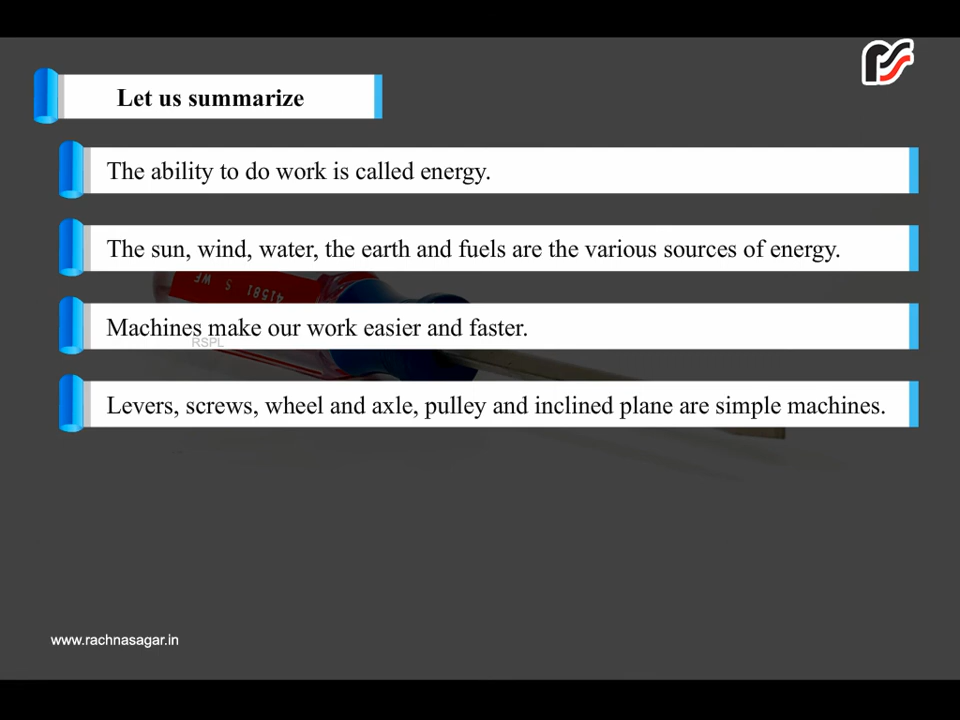 Let us summarize
The ability to do work is called energy.
The sun, wind, water, the earth and fuels are the various sources of energy.
41581 S WF
Machines make our work easier and faster.
RSPL
Levers, screws, wheel and axle, pulley and inclined plane are simple machines.
www.rachnasagar.in